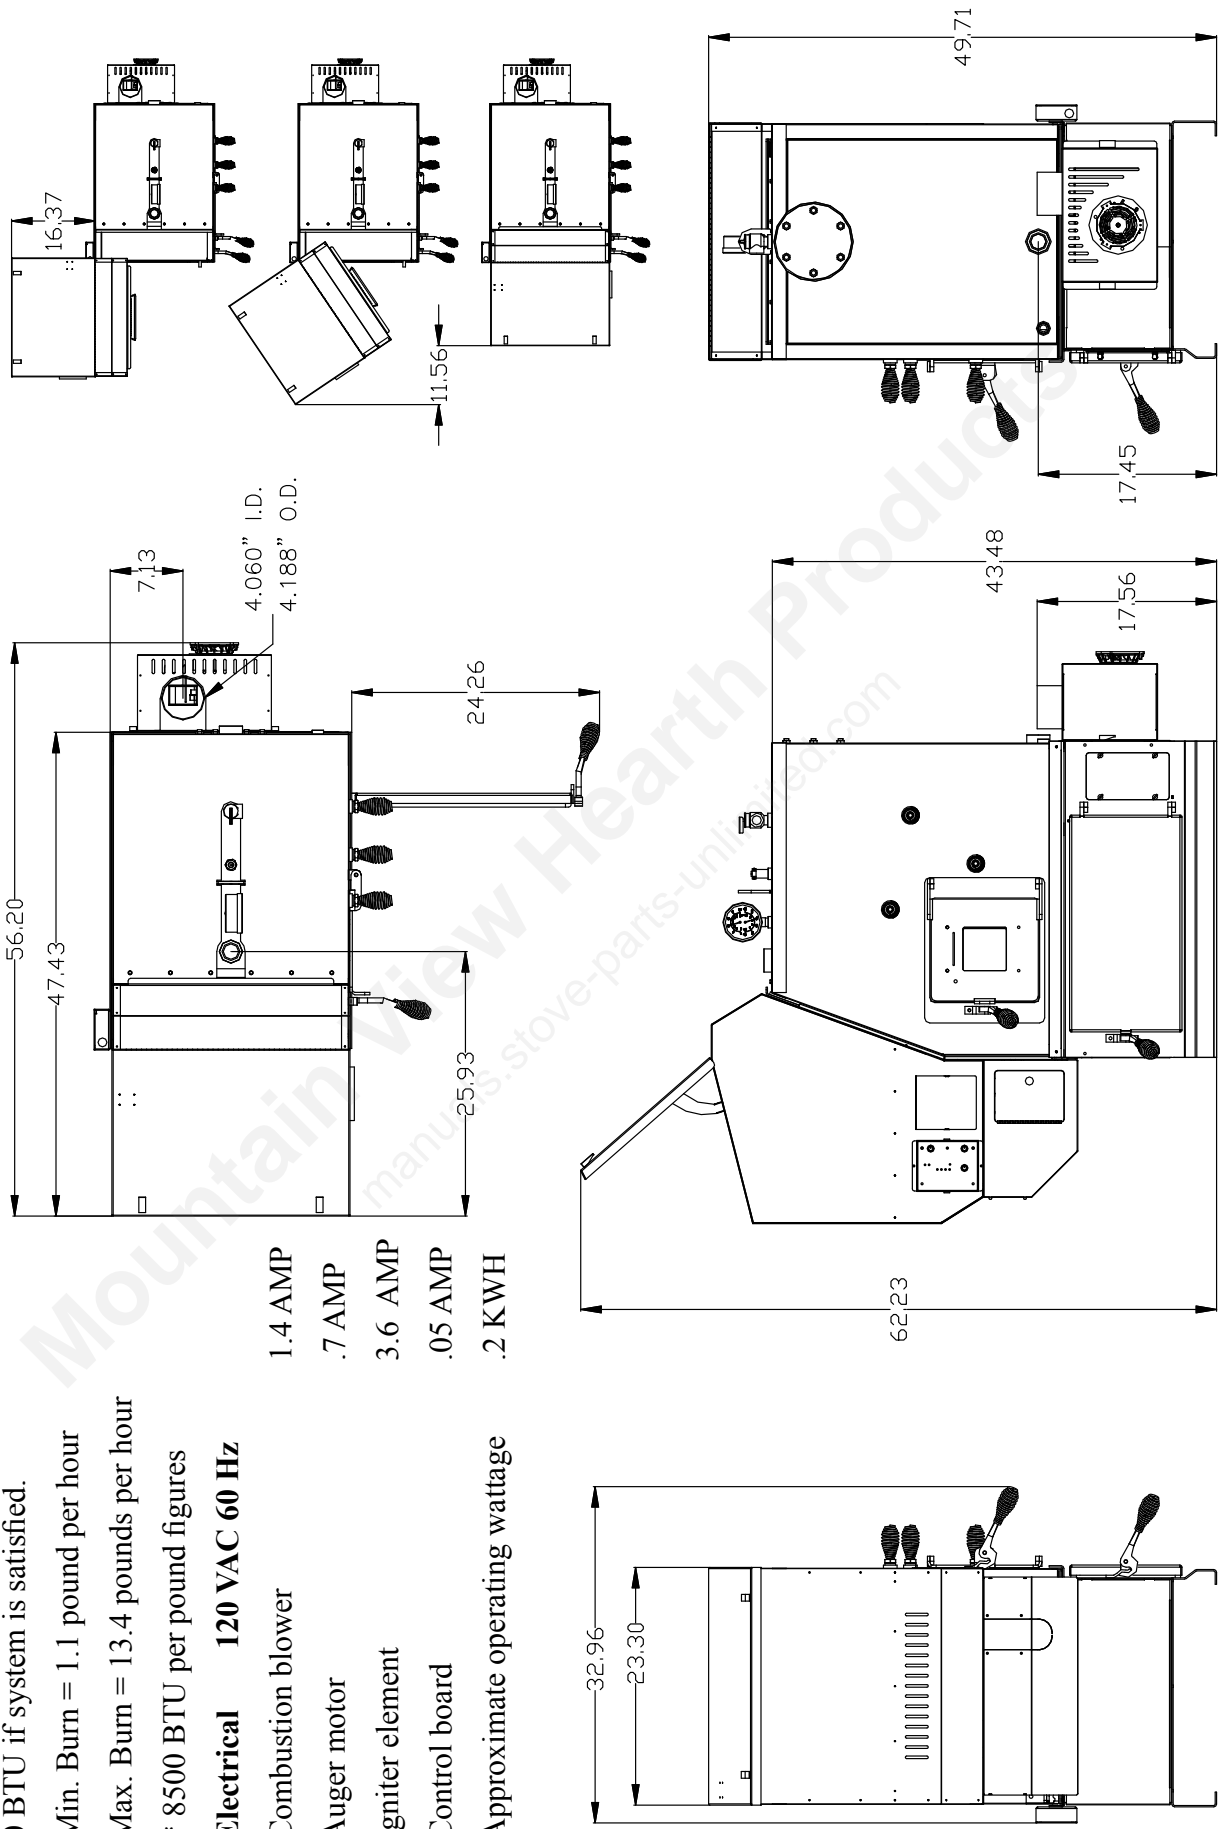 BTU if system is satisfied.
Min. Burn = 1.1 pound per hour
Max. Burn = 13.4 pounds per hour
* 8500 BTU per pound figures
Electrical 120 VAC 60 Hz
Combustion blower 1.4 AMP
Auger motor .7 AMP
gniter element 3.6 AMP
Control board .05 AMP
Approximate operating wattage .2 KWH
56.20
47.43
7.13
4.060" I.D.
4.188" O.D.
24.26
25.93
16.37
11.56
32.96
23.30
62.23
43.48
17.56
49.71
17.45
Mountain View Hearth Products
manuals.stove-parts-unlimited.com